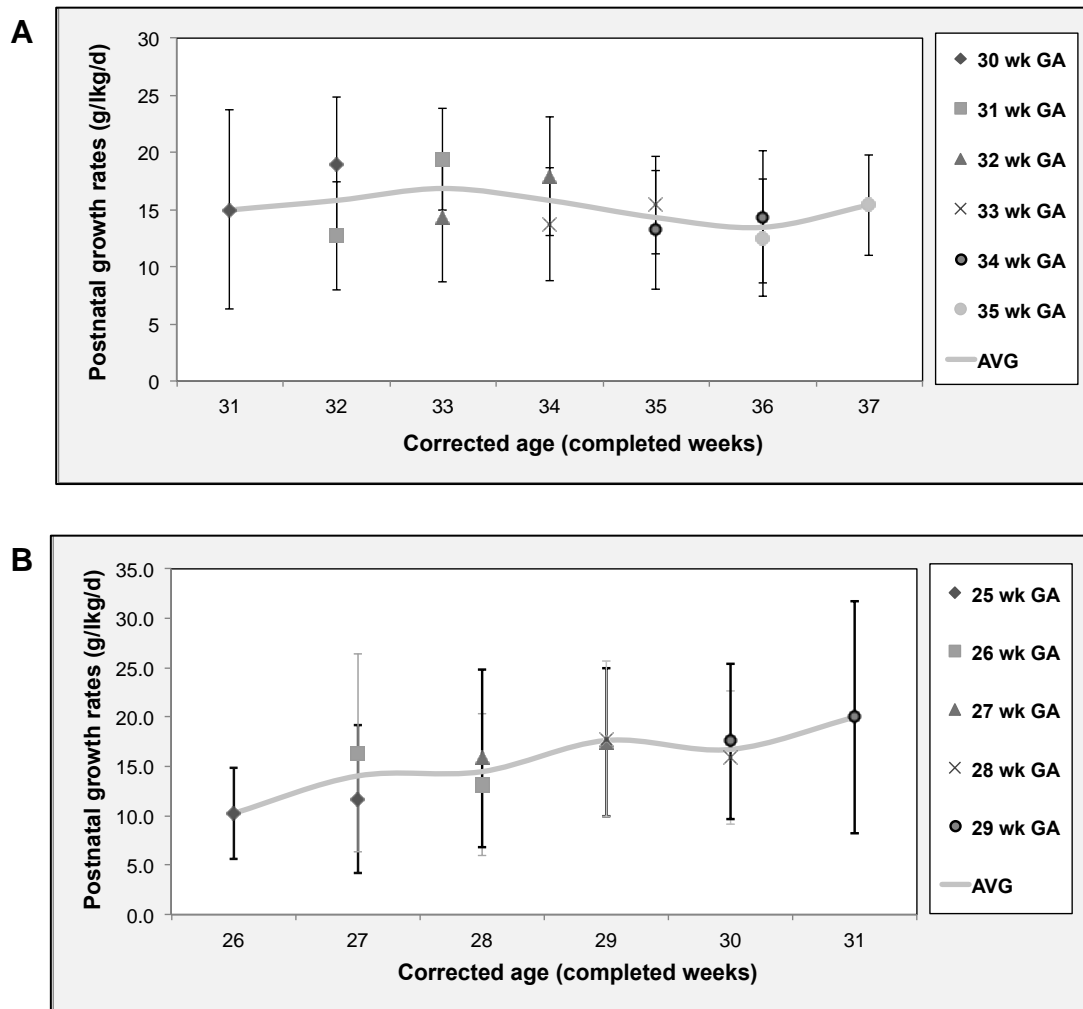 A
Postnatal growth rates (g/lkg/d)
30
25
20
15
10
5
0
31 32 33 34 35 36 37
Corrected age (completed weeks)
30 wk GA
31 wk GA
32 wk GA
33 wk GA
34 wk GA
35 wk GA
AVG
B
Postnatal growth rates (g/lkg/d)
35.0
30.0
25.0
20.0
15.0
10.0
5.0
0.0
26 27 28 29 30 31
Corrected age (completed weeks)
25 wk GA
26 wk GA
27 wk GA
28 wk GA
29 wk GA
AVG